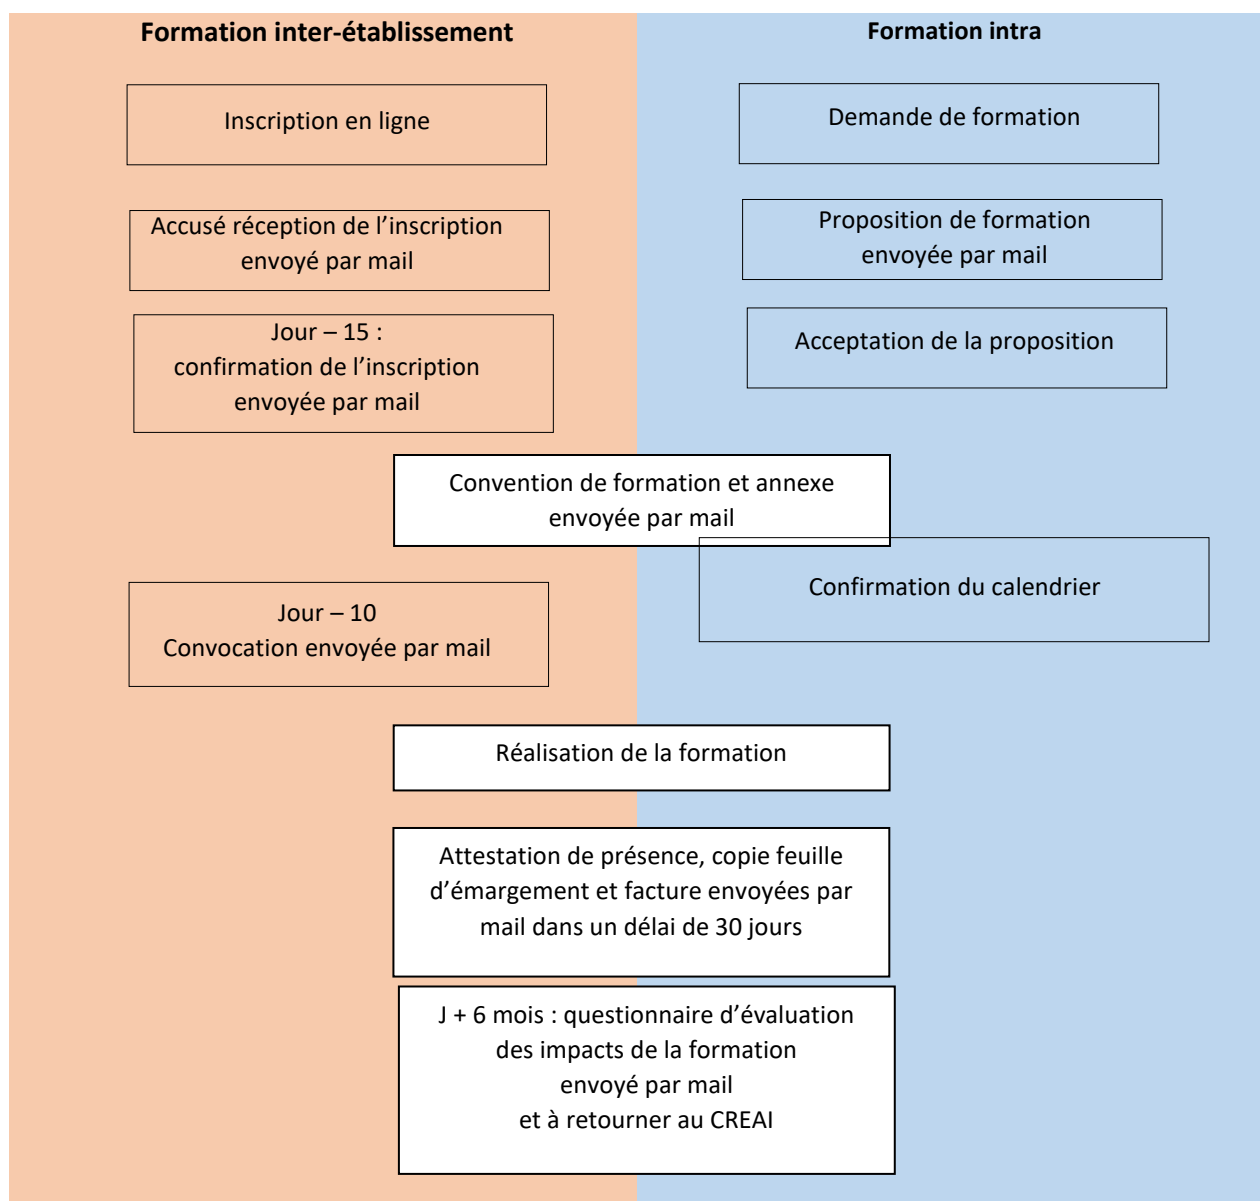 Formation inter-établissement
Formation intra
Inscription en ligne
Demande de formation
Accusé réception de l'inscription
envoyé par mail
Proposition de formation
envoyée par mail
Jour – 15 :
confirmation de l'inscription
envoyée par mail
Acceptation de la proposition
Convention de formation et annexe
envoyée par mail
Confirmation du calendrier
Jour – 10
Convocation envoyée par mail
Réalisation de la formation
Attestation de présence, copie feuille
d'émargement et facture envoyées par
mail dans un délai de 30 jours
J + 6 mois : questionnaire d'évaluation
des impacts de la formation
envoyé par mail
et à retourner au CREAI